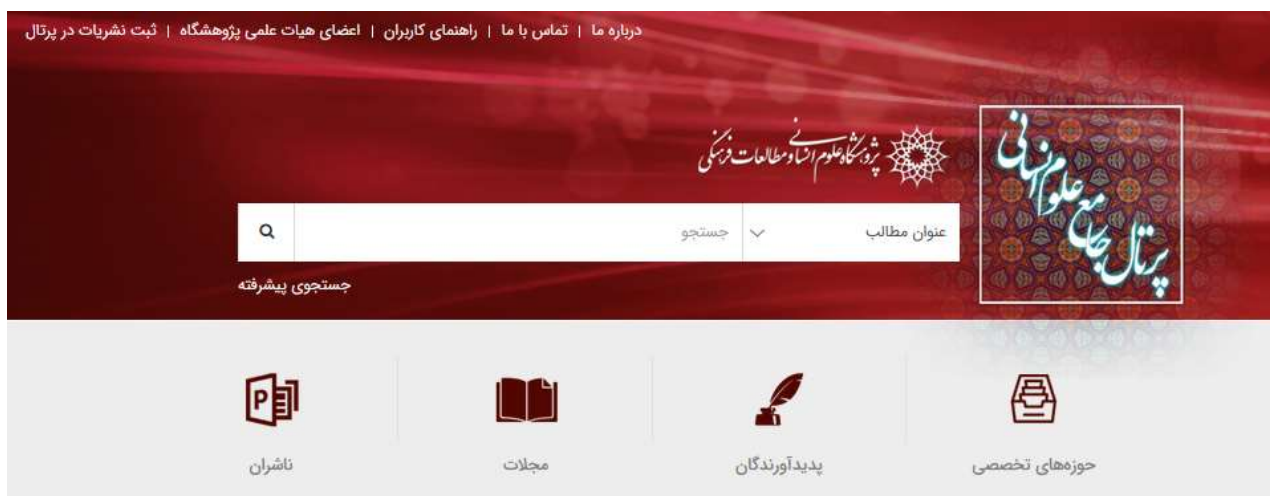 درباره ما | تماس با ما | راهنمای کاربران | اعضای هیات علمی پژوهشگاه | ثبت نشریات در پرتال
پرتال جامع علوم انسانی
پژوهشگاه علوم انسانی و مطالعات فرهنگی
عنوان مطالب
جستجو
جستجوی پیشرفته
حوزه‌های تخصصی
پدیدآورندگان
مجلات
ناشران
P